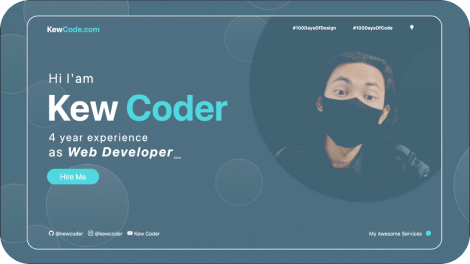 KewCode.com
#100DaysOfDesign #100DaysOfCode
Hi I'am
Kew Coder
4 year experience
as Web Developer_
Hire Me
@kewcoder @kewcoder Kew Coder
My Awesome Services